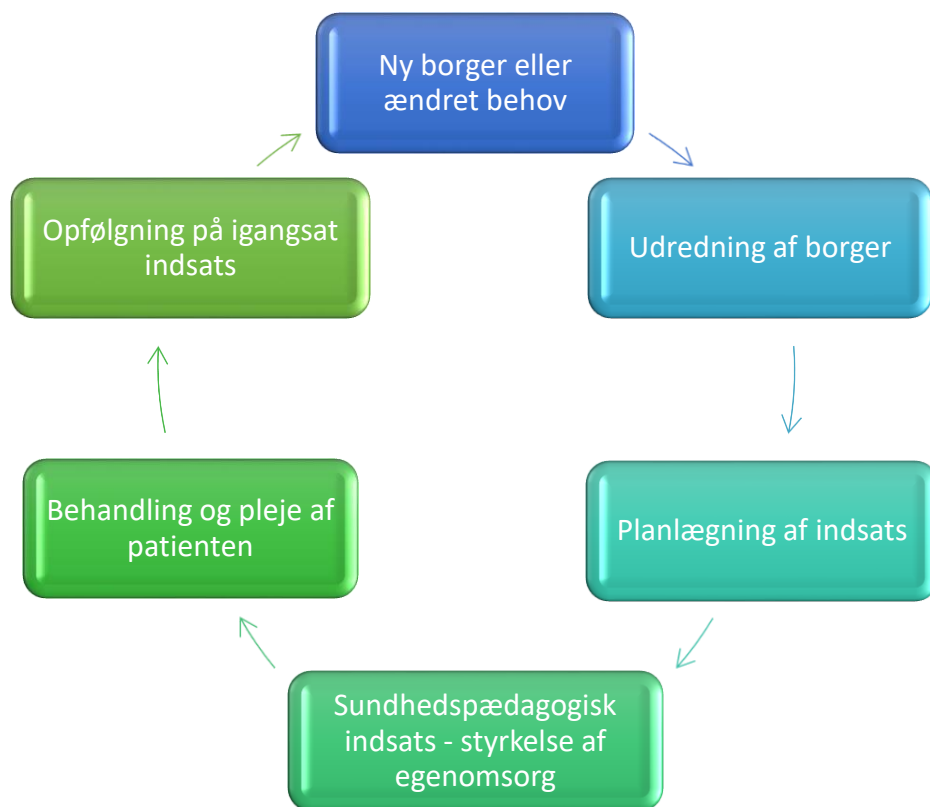 Ny borger eller
ændret behov
Udredning af borger
Planlægning af indsats
Sundhedspædagogisk
indsats - styrkelse af
egenomsorg
Behandling og pleje af
patienten
Opfølgning på igangsat
indsats